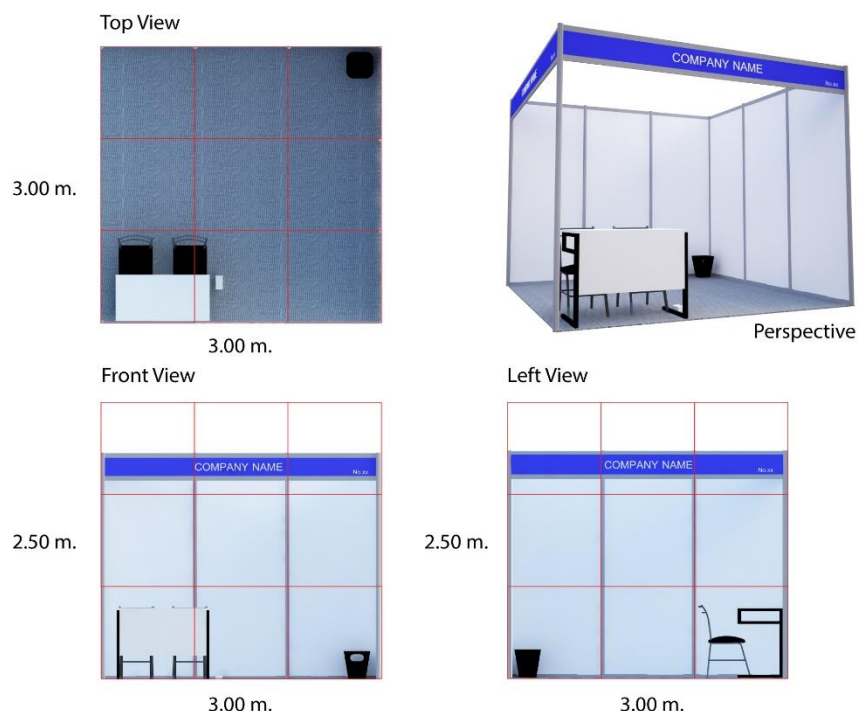 Top View
3.00 m.
3.00 m.
COMPANY NAME
No.xx
Perspective
Front View
COMPANY NAME
No.xx
2.50 m.
3.00 m.
Left View
COMPANY NAME
No.xx
2.50 m.
3.00 m.